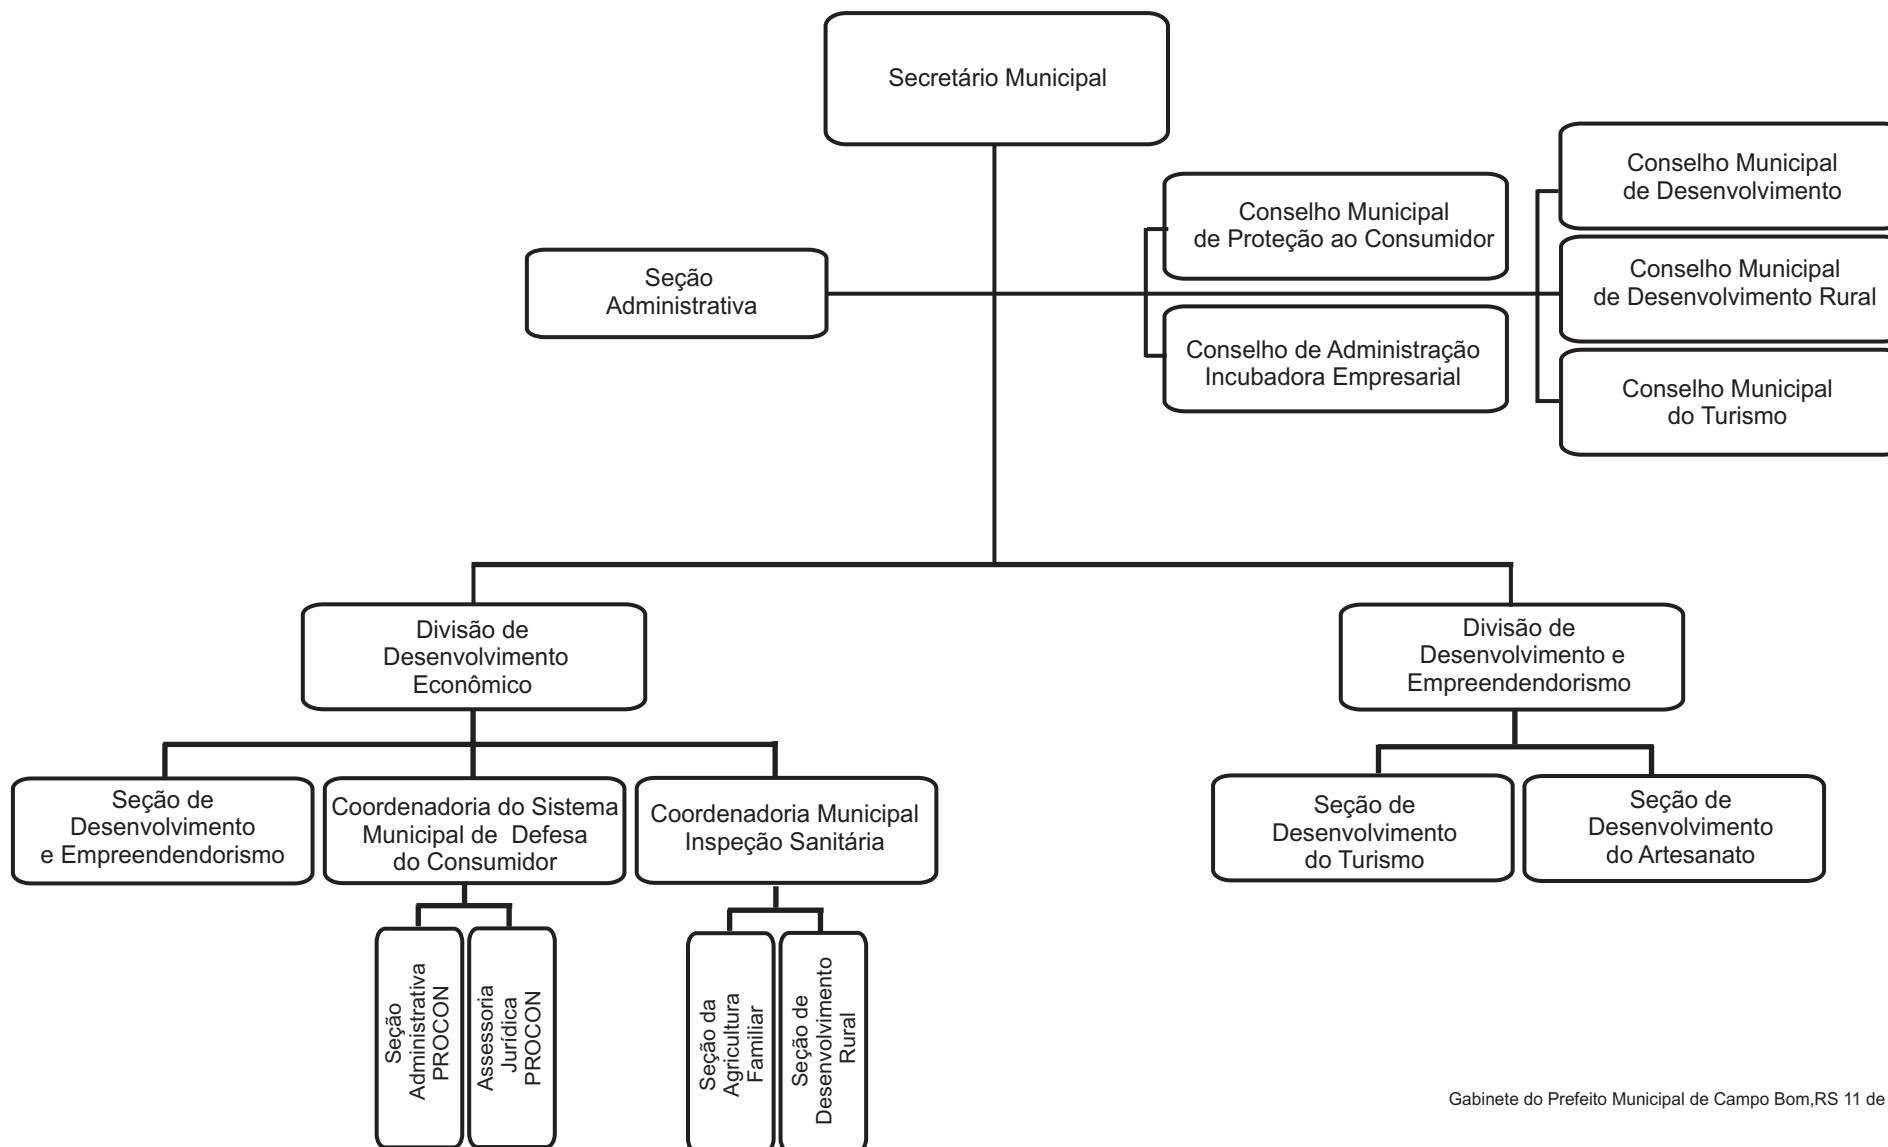 Secretário Municipal
Conselho Municipal
de Desenvolvimento
Conselho Municipal
de Proteção ao Consumidor
Seção
Administrativa
Conselho Municipal
de Desenvolvimento Rural
Conselho de Administração
Incubadora Empresarial
Conselho Municipal
do Turismo
Divisão de
Desenvolvimento
Econômico
Divisão de
Desenvolvimento e
Empreendendorismo
Seção de
Desenvolvimento
e Empreendendorismo
Coordenadoria do Sistema
Municipal de Defesa
do Consumidor
Coordenadoria Municipal
Inspeção Sanitária
Seção de
Desenvolvimento
do Turismo
Seção de
Desenvolvimento
do Artesanato
Seção
Administrativa
PROCON
Assessoria
Jurídica
PROCON
Seção da
Agricultura
Familiar
Seção de
Desenvolvimento
Rural
Gabinete do Prefeito Municipal de Campo Bom,RS 11 de